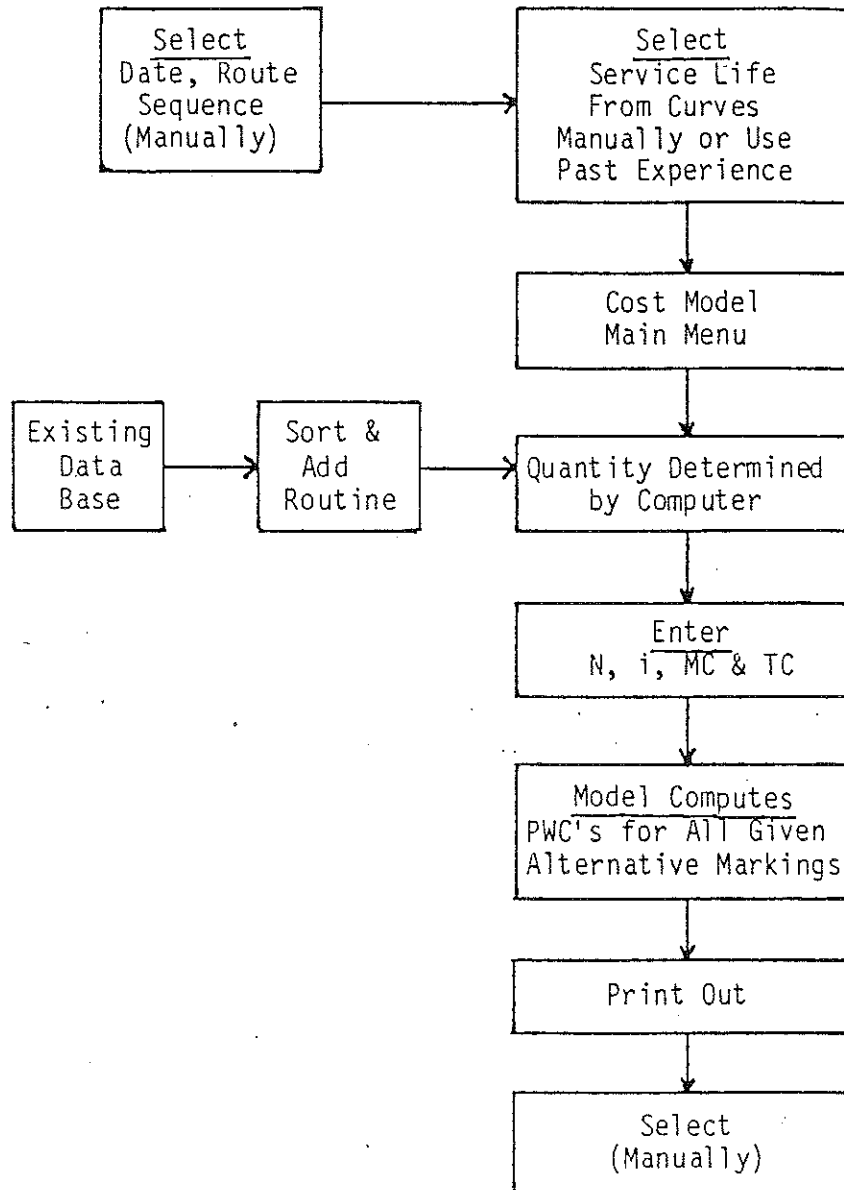 Select
Date, Route
Sequence
(Manually)
Select
Service Life
From Curves
Manually or Use
Past Experience
Cost Model
Main Menu
Existing
Data
Base
Sort &
Add
Routine
Quantity Determined
by Computer
Enter
N, i, MC & TC
Model Computes
PWC's for All Given
Alternative Markings
Print Out
Select
(Manually)